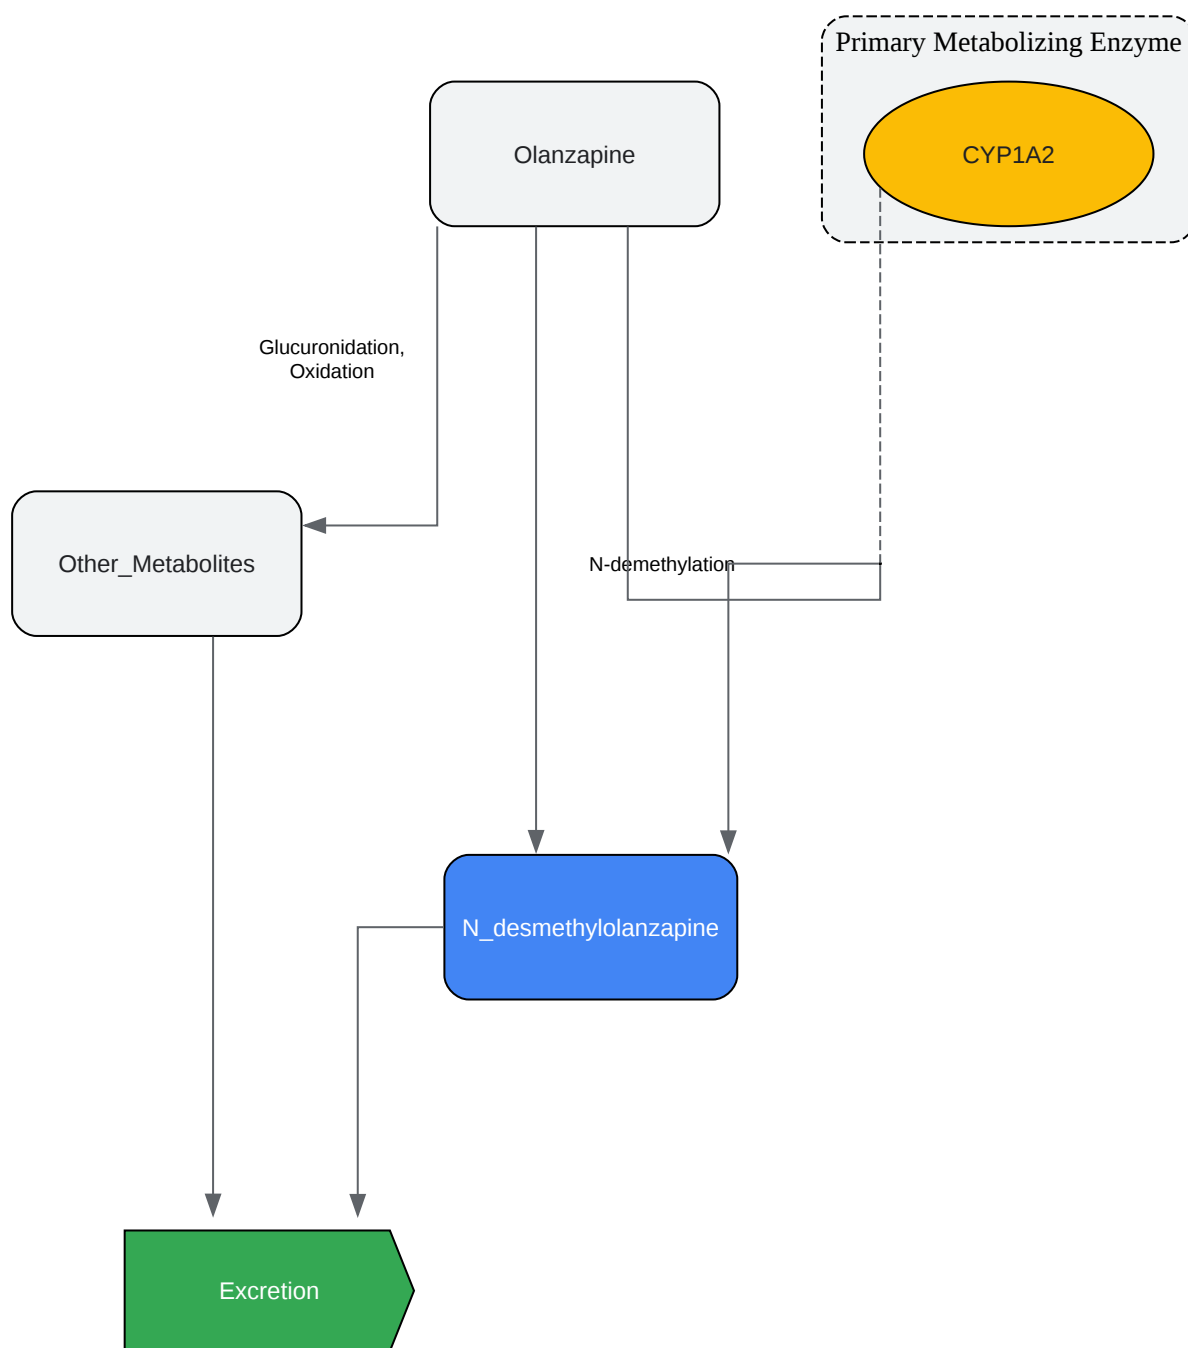 Primary Metabolizing Enzyme
Olanzapine
CYP1A2
Glucuronidation,
Oxidation
Other_Metabolites
N-demethylation
N_desmethylolanzapine
Excretion